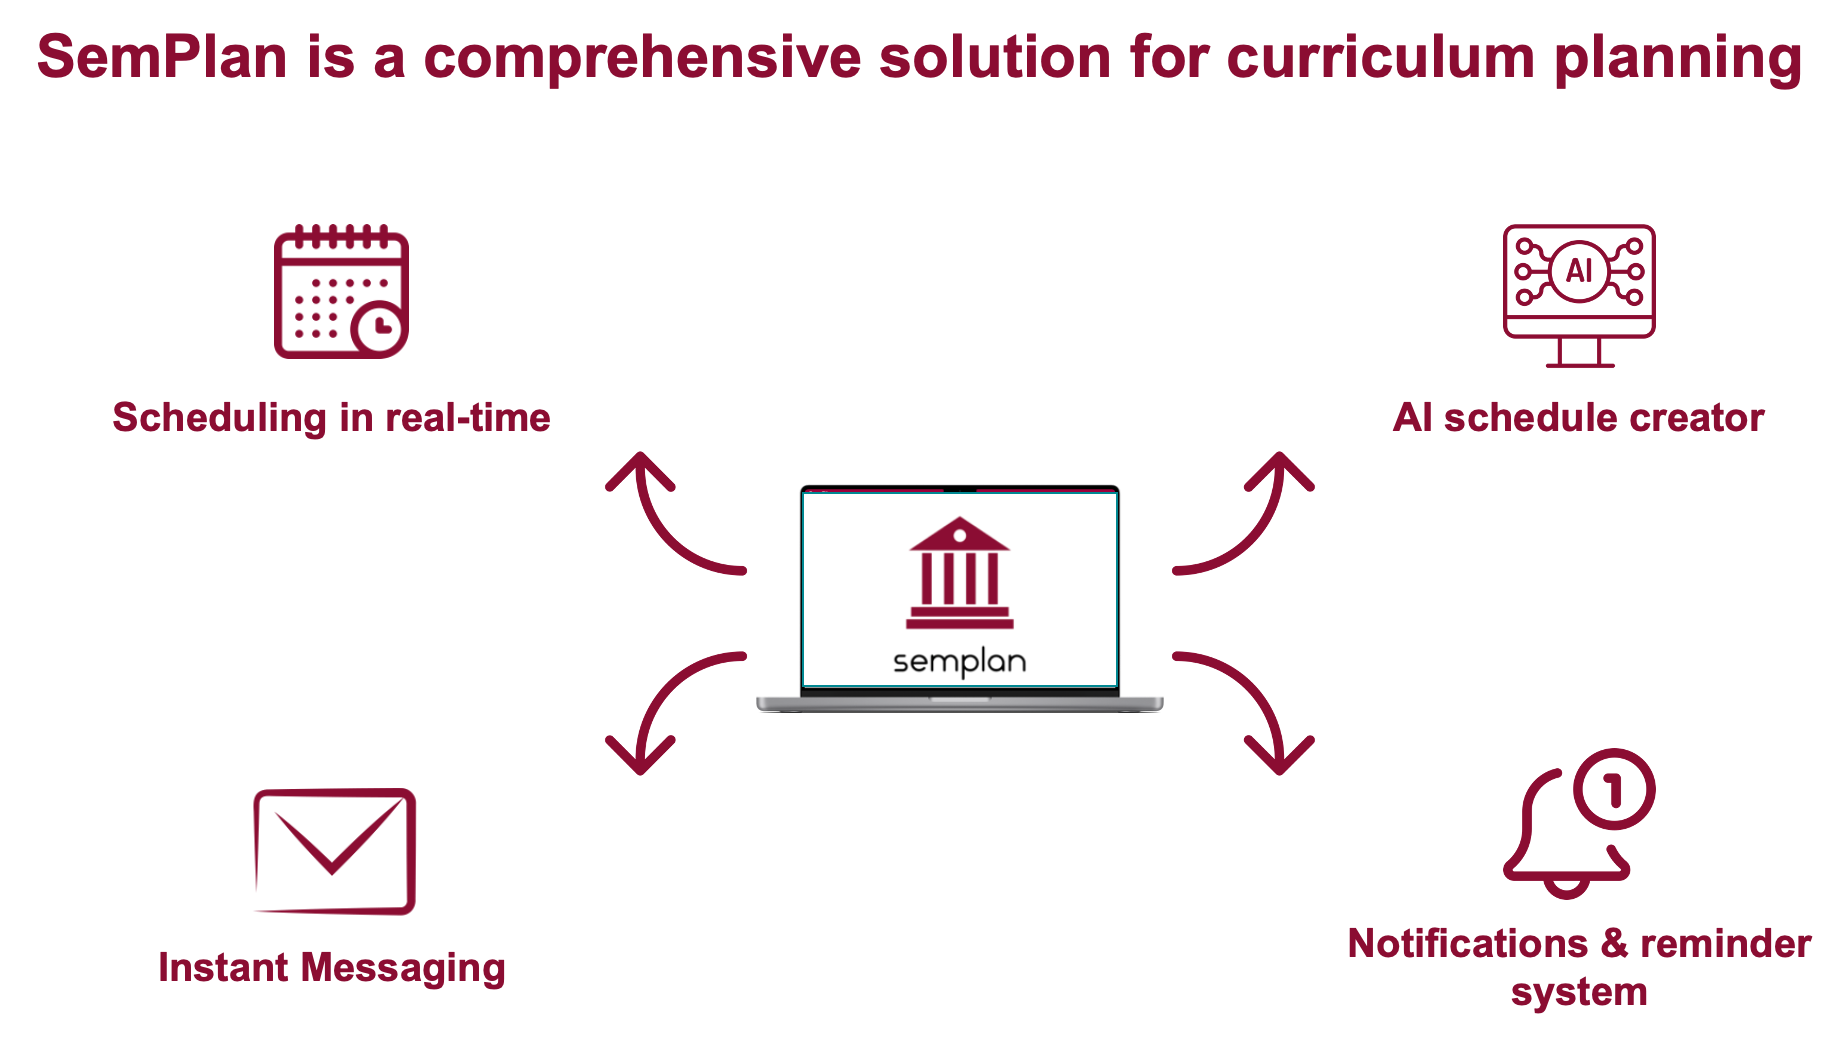 SemPlan is a comprehensive solution for curriculum planning
Scheduling in real-time
AI
AI schedule creator
semplan
Instant Messaging
1
Notifications & reminder
system